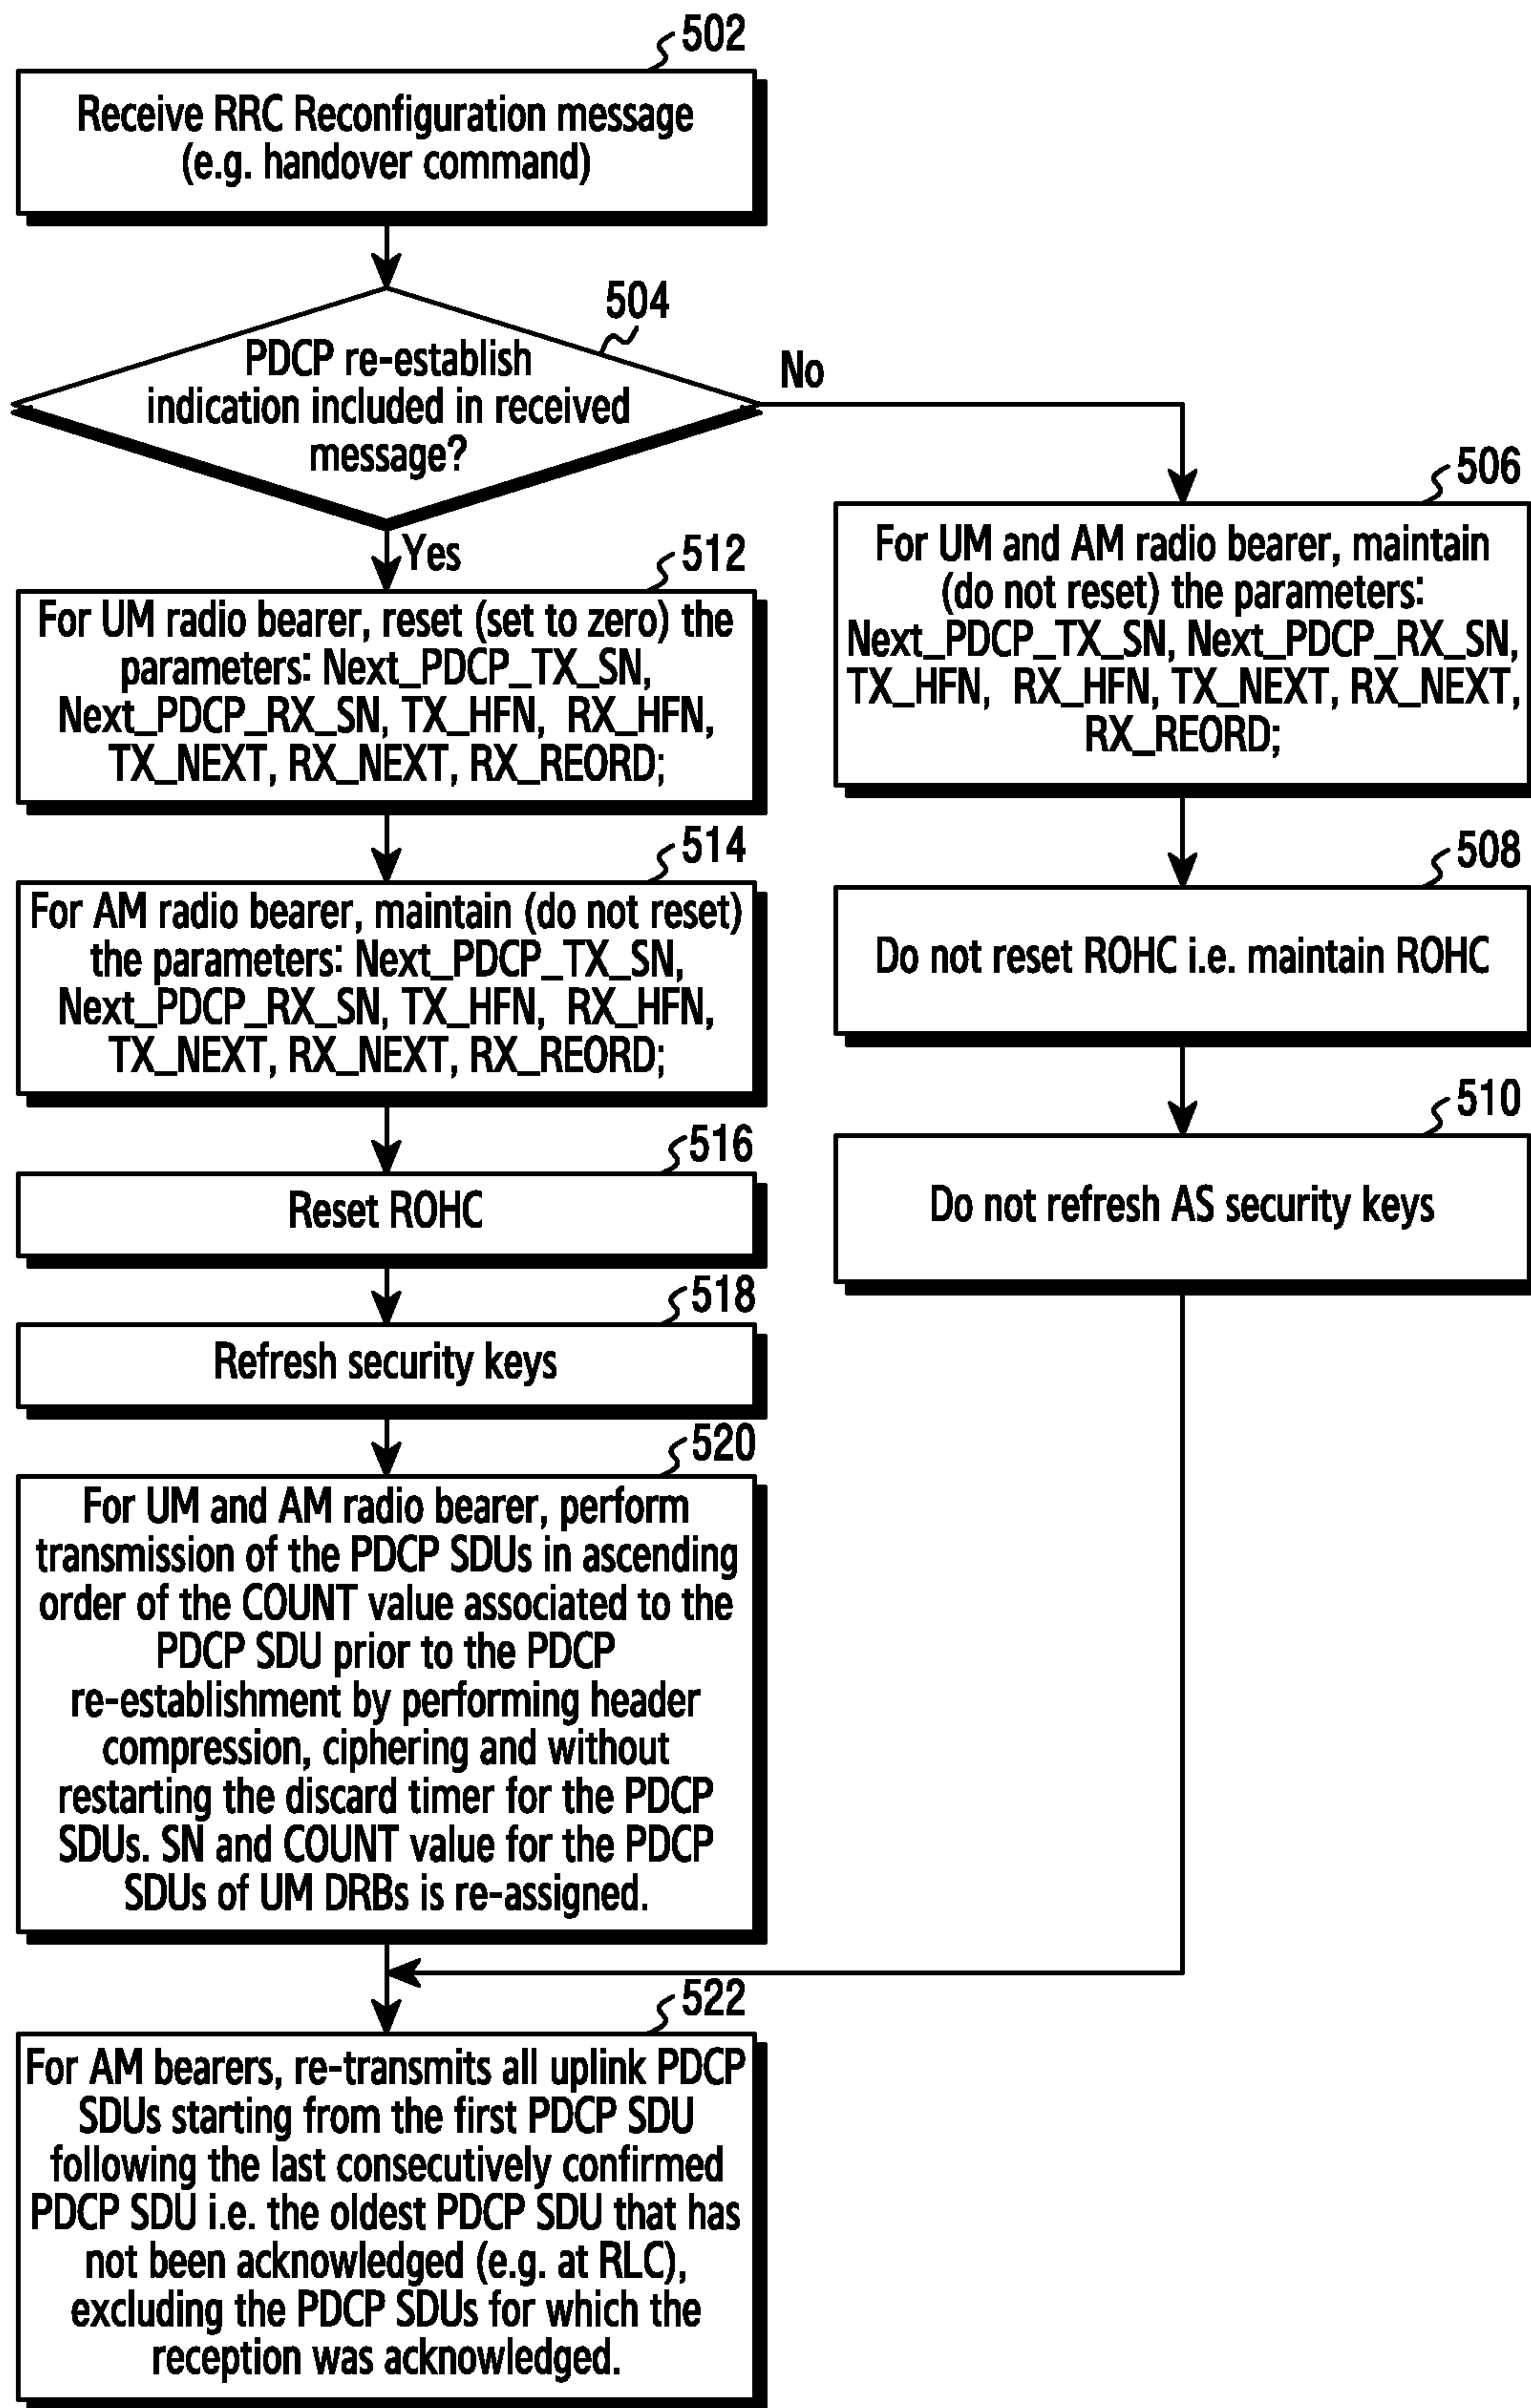 502
Receive RRC Reconfiguration message
(e.g. handover command)
504
PDCP re-establish
indication included in received
message?
No
Yes
512
For UM radio bearer, reset (set to zero) the
parameters: Next_PDCP_TX_SN,
Next_PDCP_RX_SN, TX_HFN, RX_HFN,
TX_NEXT, RX_NEXT, RX_REORD;
514
For AM radio bearer, maintain (do not reset)
the parameters: Next_PDCP_TX_SN,
Next_PDCP_RX_SN, TX_HFN, RX_HFN,
TX_NEXT, RX_NEXT, RX_REORD;
516
Reset ROHC
518
Refresh security keys
520
For UM and AM radio bearer, perform
transmission of the PDCP SDUs in ascending
order of the COUNT value associated to the
PDCP SDU prior to the PDCP
re-establishment by performing header
compression, ciphering and without
restarting the discard timer for the PDCP
SDUs. SN and COUNT value for the PDCP
SDUs of UM DRBs is re-assigned.
506
For UM and AM radio bearer, maintain
(do not reset) the parameters:
Next_PDCP_TX_SN, Next_PDCP_RX_SN,
TX_HFN, RX_HFN, TX_NEXT, RX_NEXT,
RX_REORD;
508
Do not reset ROHC i.e. maintain ROHC
510
Do not refresh AS security keys
522
For AM bearers, re-transmits all uplink PDCP
SDUs starting from the first PDCP SDU
following the last consecutively confirmed
PDCP SDU i.e. the oldest PDCP SDU that has
not been acknowledged (e.g. at RLC),
excluding the PDCP SDUs for which the
reception was acknowledged.